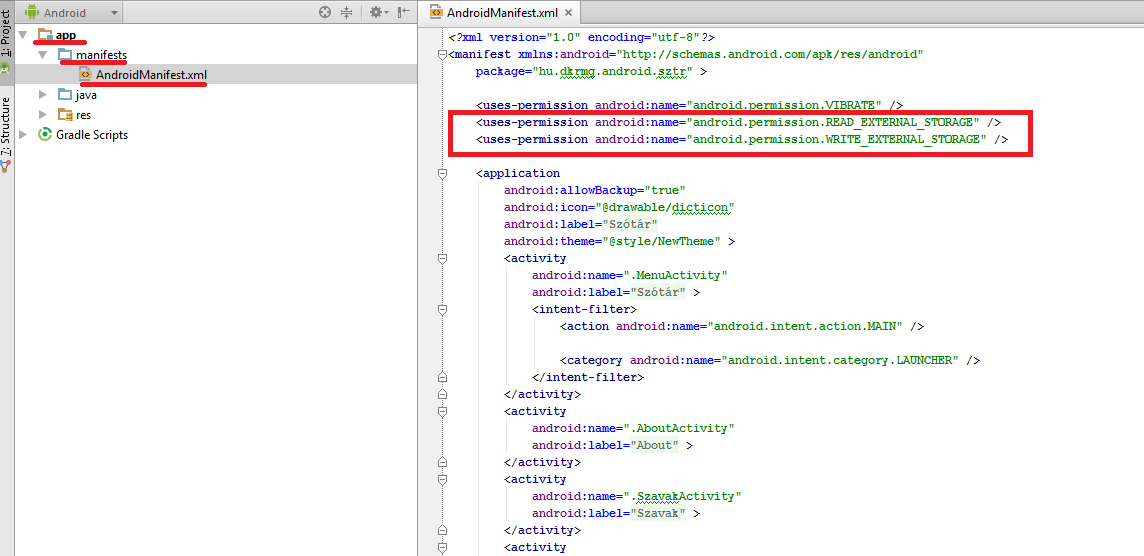 1: Project
7: Structure
Android
app
manifests
AndroidManifest.xml
java
res
Gradle Scripts
AndroidManifest.xml
<?xml version="1.0" encoding="utf-8"?>
<manifest xmlns:android="http://schemas.android.com/apk/res/android"
package="hu.dkrmg.android.sztr" >
<uses-permission android:name="android.permission.VIBRATE" />
<uses-permission android:name="android.permission.READ_EXTERNAL_STORAGE" />
<uses-permission android:name="android.permission.WRITE_EXTERNAL_STORAGE" />
<application
android:allowBackup="true"
android:icon="@drawable/dicticon"
android:label="Szótár"
android:theme="@style/NewTheme" >
<activity
android:name=".MenuActivity"
android:label="Szótár" >
<intent-filter>
<action android:name="android.intent.action.MAIN" />
<category android:name="android.intent.category.LAUNCHER" />
</intent-filter>
</activity>
<activity
android:name=".AboutActivity"
android:label="About" >
</activity>
<activity
android:name=".SzavakActivity"
android:label="Szavak" >
</activity>
<activity